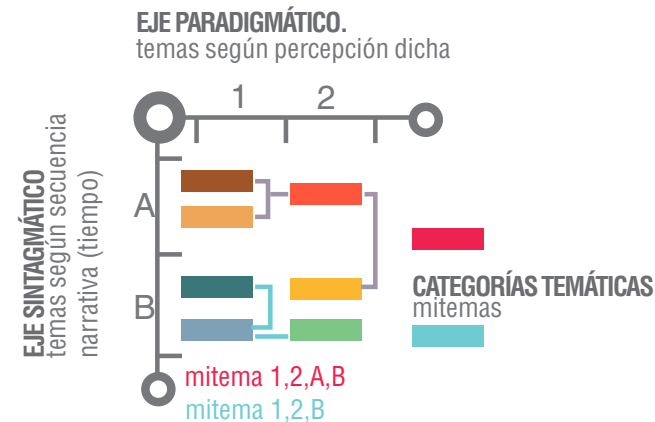 EJE PARADIGMÁTICO.
temas según percepción dicha
1 2
EJE SINTAGMÁTICO
temas según secuencia
narrativa (tiempo)
A
B
CATEGORÍAS TEMÁTICAS
mitemas
mitema 1,2,A,B
mitema 1,2,B